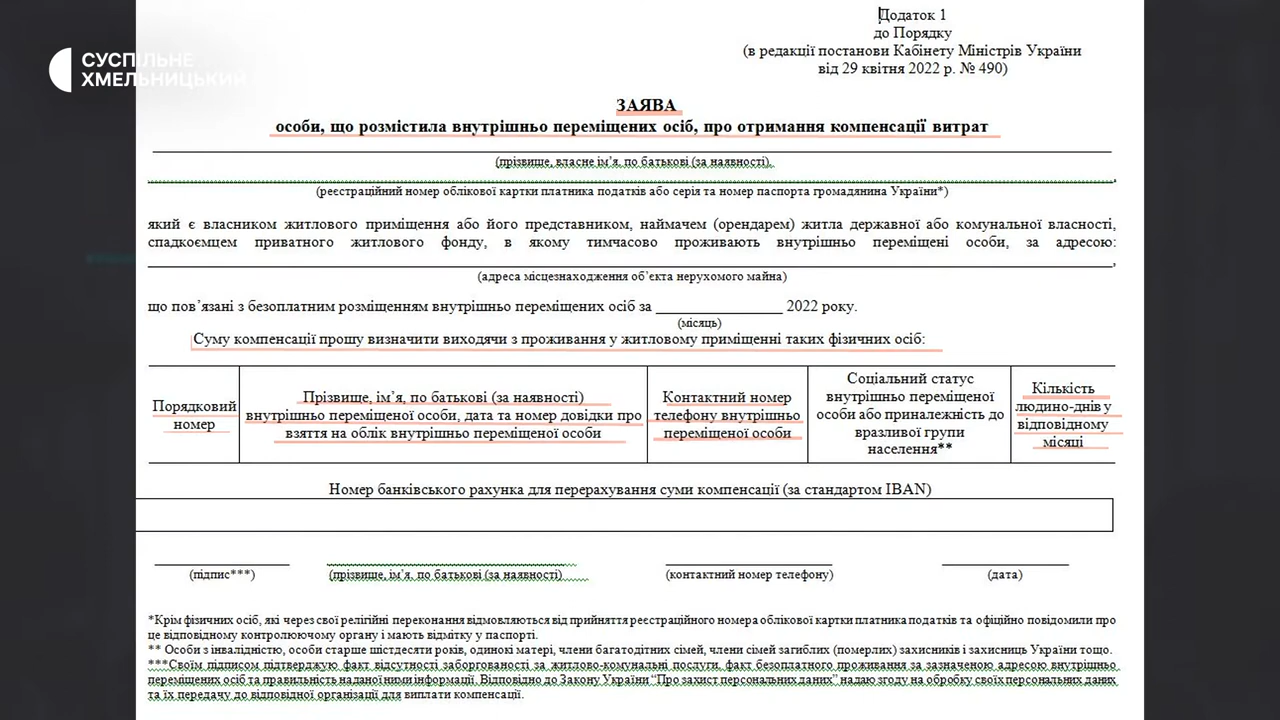 СУСПІЛЬНЕ
ХМЕЛЬНИЦЬКИЙ
Додаток 1
до Порядку
(в редакції постанови Кабінету Міністрів України
від 29 квітня 2022 р. № 490)
ЗАЯВА
особи, що розмістила внутрішньо переміщених осіб, про отримання компенсації витрат
(прізвище, власне ім’я, по батькові (за наявності),
(реєстраційний номер облікової картки платника податків або серія та номер паспорта громадянина України*)
який є власником житлового приміщення або його представником, наймачем (орендарем) житла державної або комунальної власності,
спадкоємцем приватного житлового фонду, в якому тимчасово проживають внутрішньо переміщені особи, за адресою:
(адреса місцезнаходження об’єкта нерухомого майна)
що пов’язані з безоплатним розміщенням внутрішньо переміщених осіб за ________________ 2022 року.
(місяць)
Суму компенсації прошу визначити виходячи з проживання у житловому приміщенні таких фізичних осіб:
Порядковий
номер
Прізвище, ім’я, по батькові (за наявності)
внутрішньо переміщеної особи, дата та номер довідки про
взяття на облік внутрішньо переміщеної особи
Контактний номер
телефону внутрішньо
переміщеної особи
Соціальний статус
внутрішньо переміщеної
особи або приналежність до
вразливої групи
населення**
Кількість
людино-днів у
відповідному
місяці
Номер банківського рахунка для перерахування суми компенсації (за стандартом IBAN)
(підпис***) (прізвище, ім’я, по батькові (за наявності) (контактний номер телефону) (дата)
*Крім фізичних осіб, які через свої релігійні переконання відмовляються від прийняття реєстраційного номера облікової картки платника податків та офіційно повідомили про
це відповідному контролюючому органу і мають відмітку у паспорті.
** Особи з інвалідністю, особи старше шістдесяти років, одинокі матері, члени багатодітних сімей, члени сімей загиблих (померлих) захисників і захисниць України тощо.
***Своїм підписом підтверджую факт відсутності заборгованості за житлово-комунальні послуги, факт безоплатного проживання за зазначеною адресою внутрішньо
переміщених осіб та правильність наданої ними інформації. Відповідно до Закону України “Про захист персональних даних” надаю згоду на обробку своїх персональних даних
та їх передачу до відповідної організації для виплати компенсації.